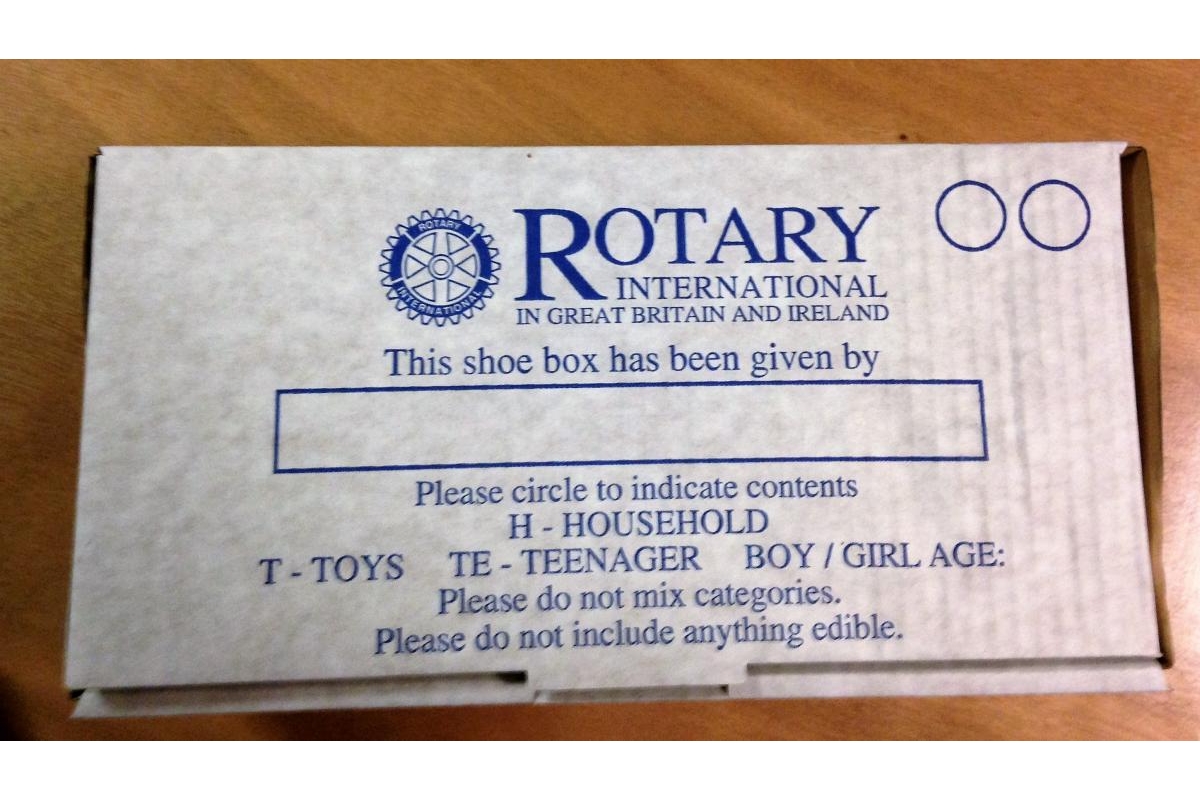 ROTARY
INTERNATIONAL
ROTARY
INTERNATIONAL
IN GREAT BRITAIN AND IRELAND
This shoe box has been given by
Please circle to indicate contents
H - HOUSEHOLD
T - TOYS TE - TEENAGER BOY / GIRL AGE:
Please do not mix categories.
Please do not include anything edible.